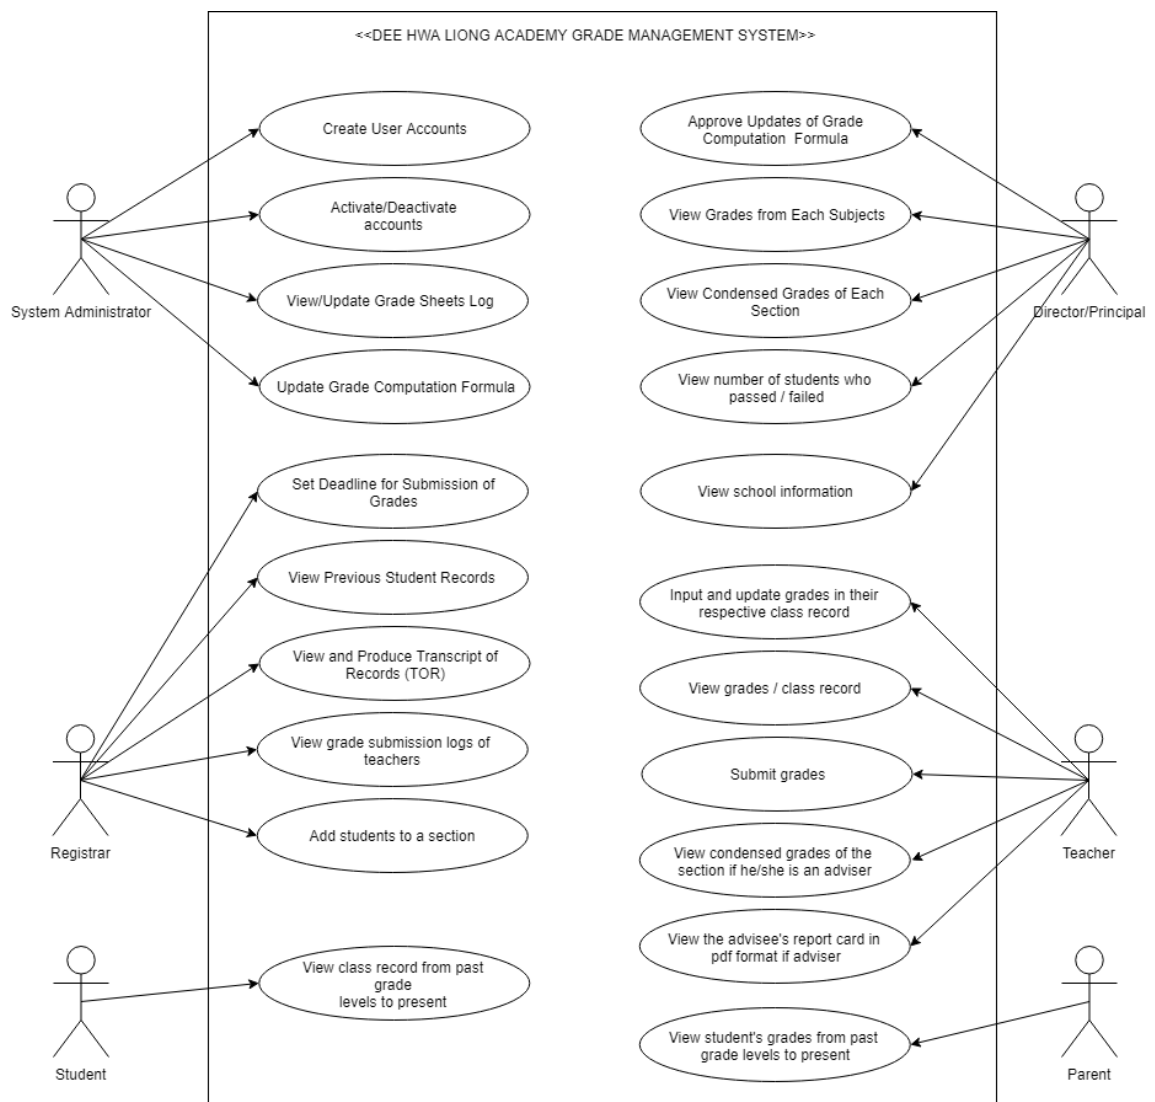 <<DEE HWA LIONG ACADEMY GRADE MANAGEMENT SYSTEM>>
Create User Accounts
Activate/Deactivate
accounts
View/Update Grade Sheets Log
Update Grade Computation Formula
System Administrator
Approve Updates of Grade
Computation Formula
View Grades from Each Subjects
View Condensed Grades of Each
Section
View number of students who
passed / failed
View school information
Director/Principal
Set Deadline for Submission of
Grades
View Previous Student Records
View and Produce Transcript of
Records (TOR)
View grade submission logs of
teachers
Add students to a section
Registrar
Input and update grades in their
respective class record
View grades / class record
Submit grades
View condensed grades of the
section if he/she is an adviser
View the advisee's report card in
pdf format if adviser
Teacher
View class record from past
grade
levels to present
Student
View student's grades from past
grade levels to present
Parent